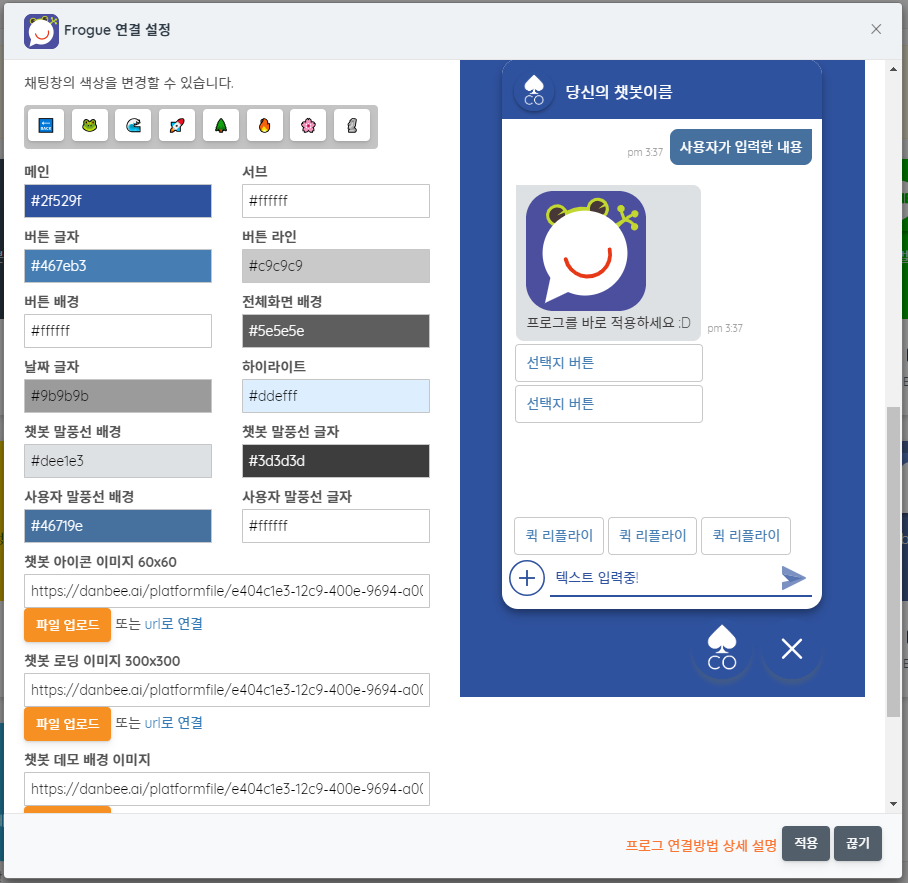 Frogue 연결 설정
채팅창의 색상을 변경할 수 있습니다.
BACK
메인
서브
#2f529f
#ffffff
버튼 글자
버튼 라인
#467eb3
#c9c9c9
버튼 배경
전체화면 배경
#ffffff
#5e5e5e
날짜 글자
하이라이트
#9b9b9b
#ddefff
챗봇 말풍선 배경
챗봇 말풍선 글자
#dee1e3
#3d3d3d
사용자 말풍선 배경
사용자 말풍선 글자
#46719e
#ffffff
챗봇 아이콘 이미지 60x60
https://danbee.ai/platformfile/e404c1e3-12c9-400e-9694-a00
파일 업로드 또는 url로 연결
챗봇 로딩 이미지 300x300
https://danbee.ai/platformfile/e404c1e3-12c9-400e-9694-a00
파일 업로드 또는 url로 연결
챗봇 데모 배경 이미지
https://danbee.ai/platformfile/e404c1e3-12c9-400e-9694-a00
CO
당신의 챗봇이름
pm 3:37
사용자가 입력한 내용
프로그를 바로 적용하세요 :D
pm 3:37
선택지 버튼
선택지 버튼
퀵 리플라이
퀵 리플라이
퀵 리플라이
텍스트 입력중!
CO
프로그 연결방법 상세 설명
적용
끊기